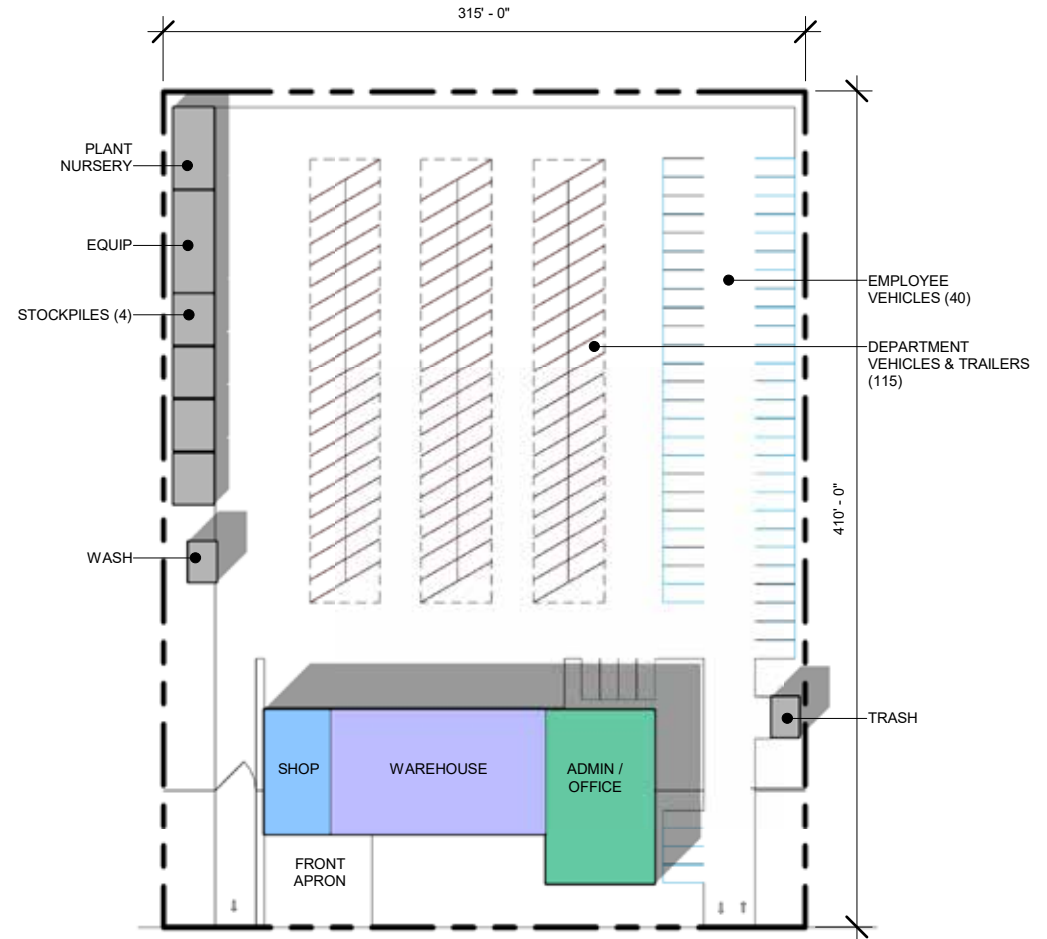 315' - 0"
PLANT
NURSERY
EQUIP
STOCKPILES (4)
EMPLOYEE
VEHICLES (40)
DEPARTMENT
VEHICLES & TRAILERS
(115)
410' - 0"
WASH
TRASH
SHOP
WAREHOUSE
ADMIN /
OFFICE
FRONT
APRON